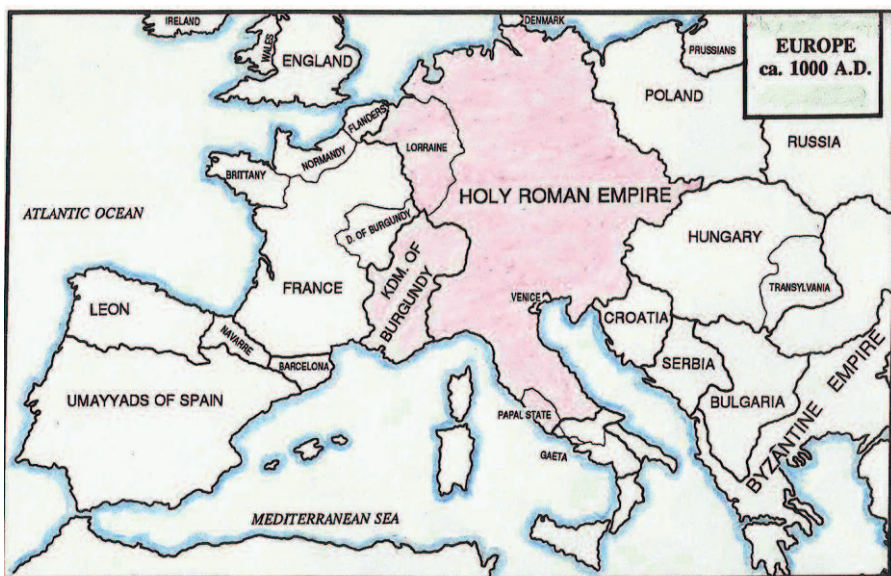 EUROPE
ca. 1000 A.D.
IRELAND
WALES
ENGLAND
DENMARK
PRUSSIANS
POLAND
RUSSIA
FLANDERS
NORMANDY
BRITTANY
LORRAINE
HOLY ROMAN EMPIRE
ATLANTIC OCEAN
D. OF BURGUNDY
KDM. OF
BURGUNDY
FRANCE
HUNGARY
TRANSYLVANIA
VENICE
CROATIA
LEON
NAVARRE
BARCELONA
SERBIA
BULGARIA
BYZANTINE EMPIRE
UMAYYADS OF SPAIN
PAPAL STATE
GAETA
MEDITERRANEAN SEA